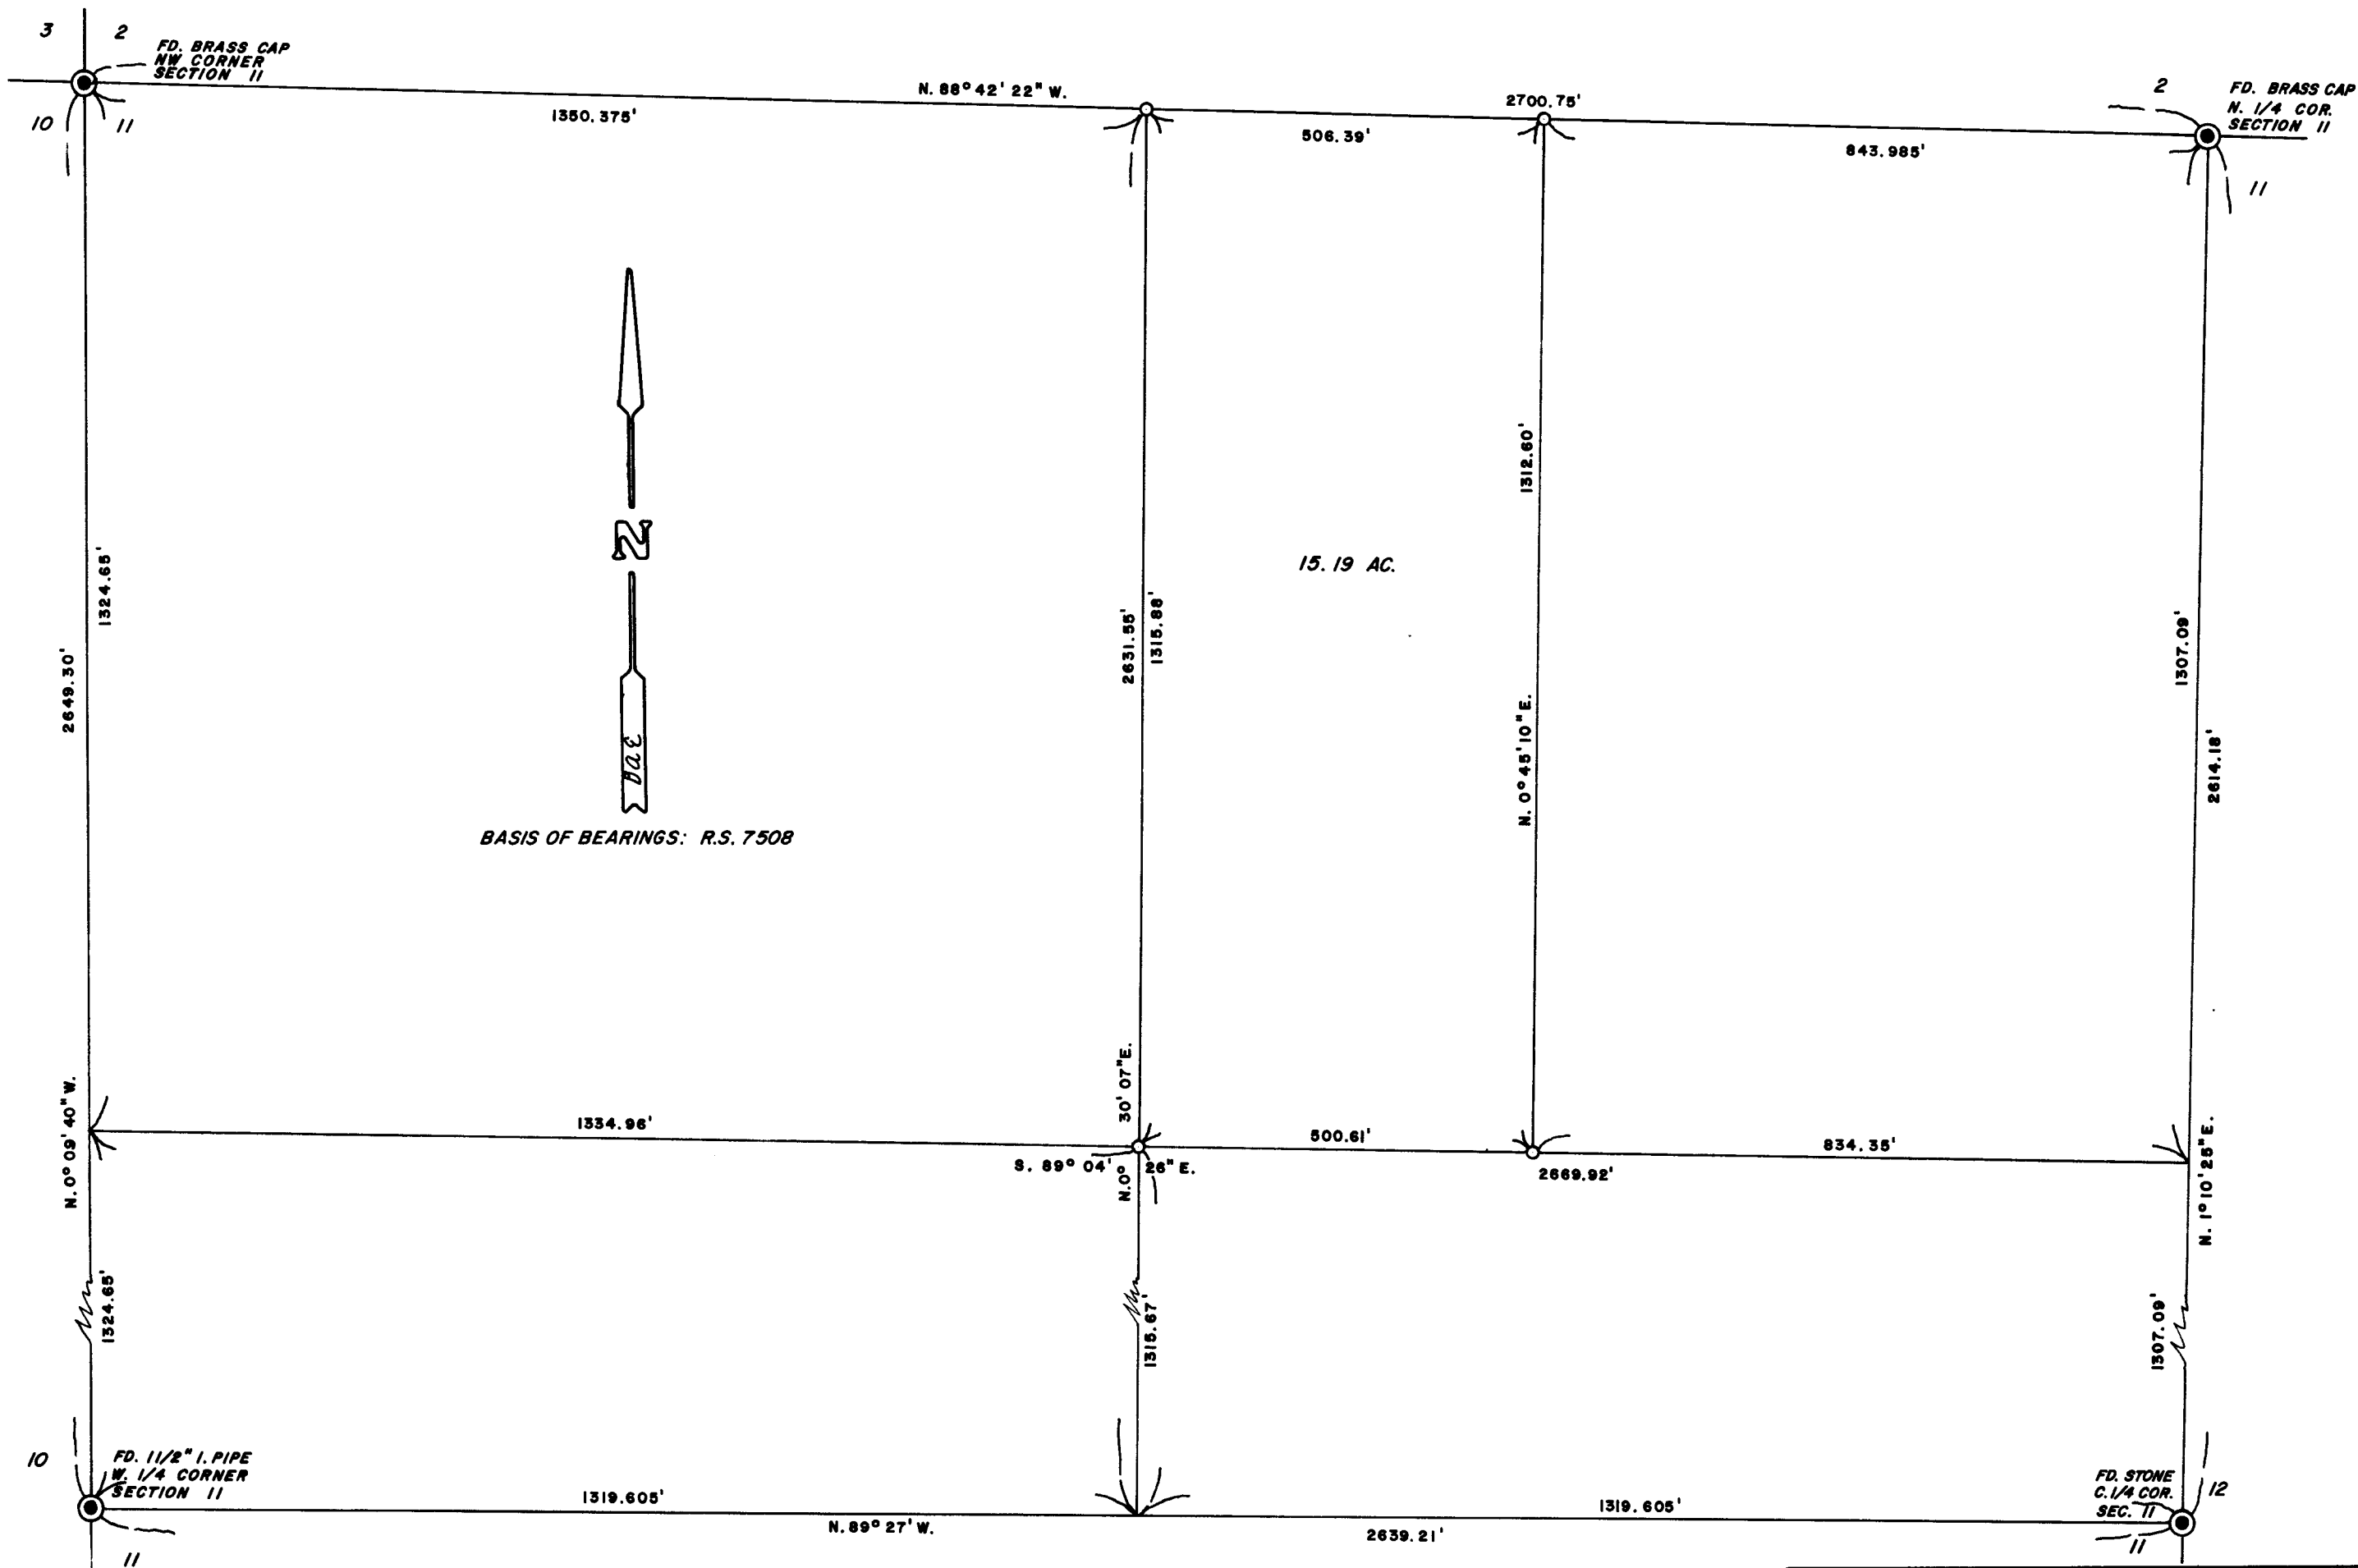 3
2
FD. BRASS CAP
NW CORNER
SECTION 11
10
11
N. 88° 42' 22" W.
1350.375'
506.39'
2700.75'
843.985'
2
FD. BRASS CAP
N. 1/4 COR.
SECTION 11
11
1324.65'
2649.30'
N. 0° 09' 40" W.
N
BASIS OF BEARINGS: R.S. 7508
2631.55'
1315.88'
15.19 AC.
1312.60'
N. 0° 45' 10" E.
1307.09'
2614.18'
N. 1° 10' 25" E.
1334.96'
S. 89° 04' 26" E.
N. 0° 30' 07" E.
500.61'
2669.92'
834.35'
1324.65'
1315.67'
1307.09'
10
FD. 11/2" I. PIPE
W. 1/4 CORNER
SECTION 11
11
1319.605'
N. 89° 27' W.
1319.605'
2639.21'
FD. STONE
C. 1/4 COR.
SEC. 11
12
11